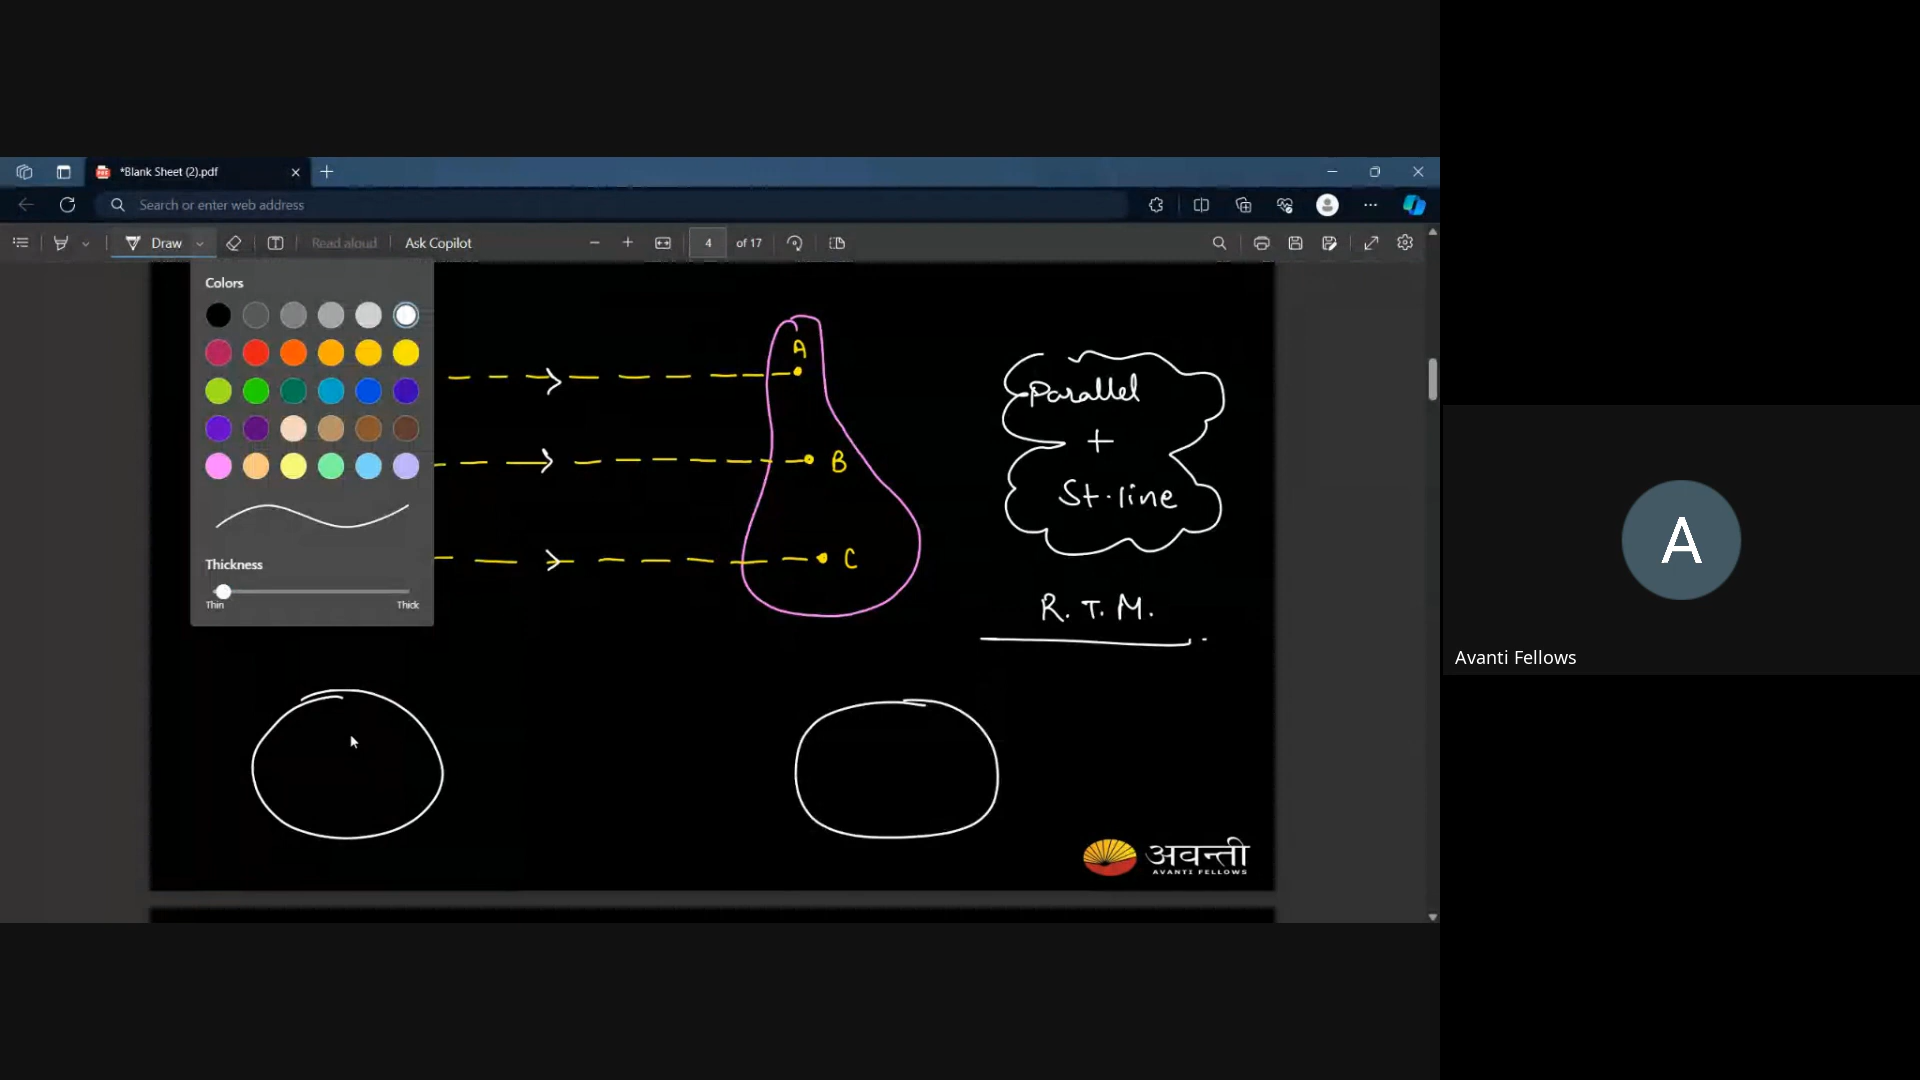 *Blank Sheet (2).pdf
Search or enter web address
Draw
Read aloud
Ask Copilot
4 of 17
Colors
Thickness
Thin Thick
A
B
C
Parallel
+
St. line
R. T. M.
अवन्ती
AVANTI FELLOWS
A
Avanti Fellows